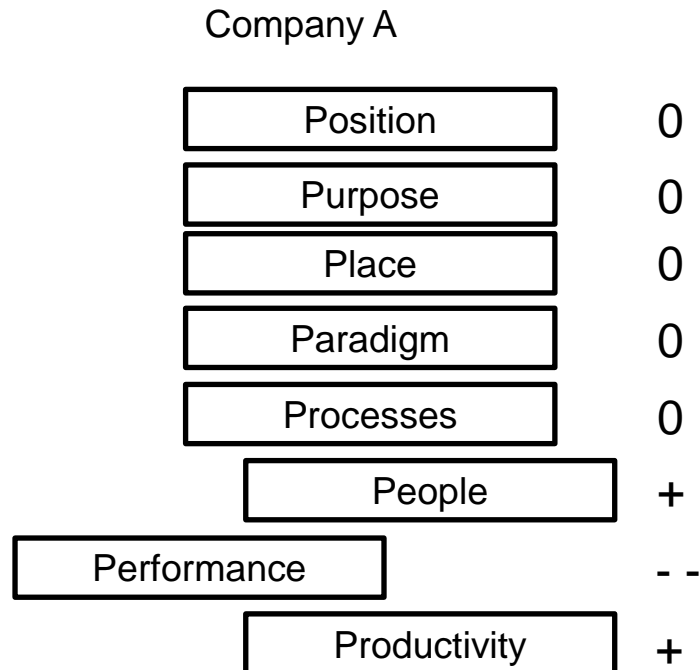 Company A
Position 0
Purpose 0
Place 0
Paradigm 0
Processes 0
People +
Performance - -
Productivity +